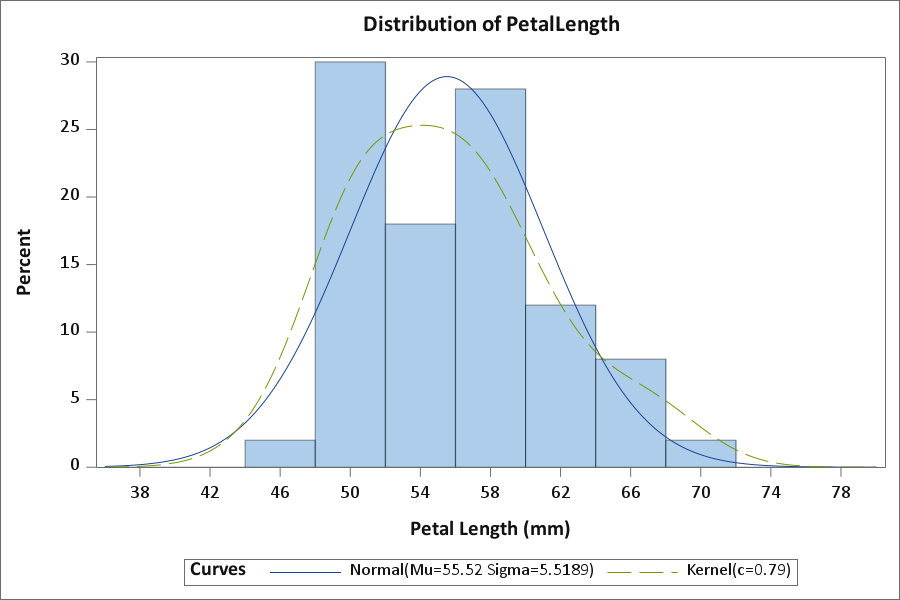 Distribution of PetalLength
30
25
20
15
10
5
0
Percent
38 42 46 50 54 58 62 66 70 74 78
Petal Length (mm)
Curves Normal(Mu=55.52 Sigma=5.5189) Kernel(c=0.79)